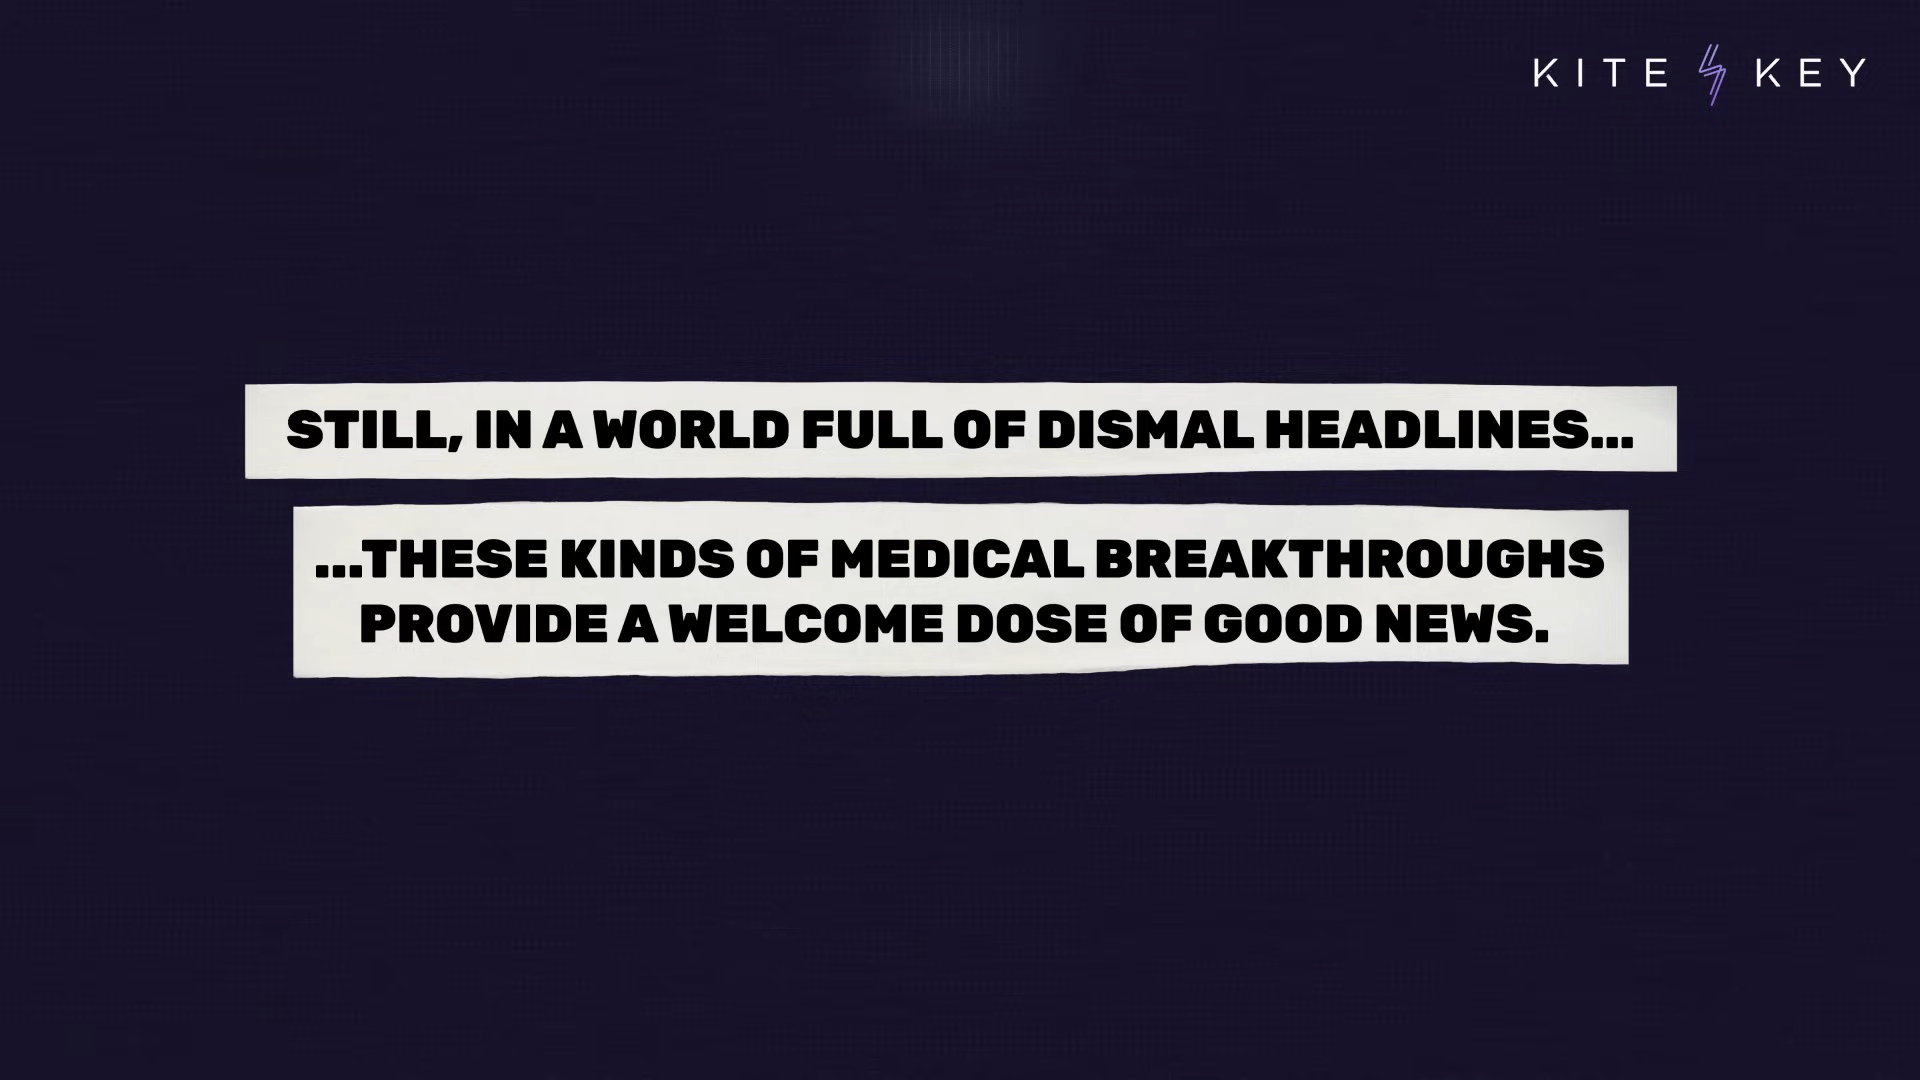 KITE KEY
STILL, IN A WORLD FULL OF DISMAL HEADLINES...
...THESE KINDS OF MEDICAL BREAKTHROUGHS
PROVIDE A WELCOME DOSE OF GOOD NEWS.